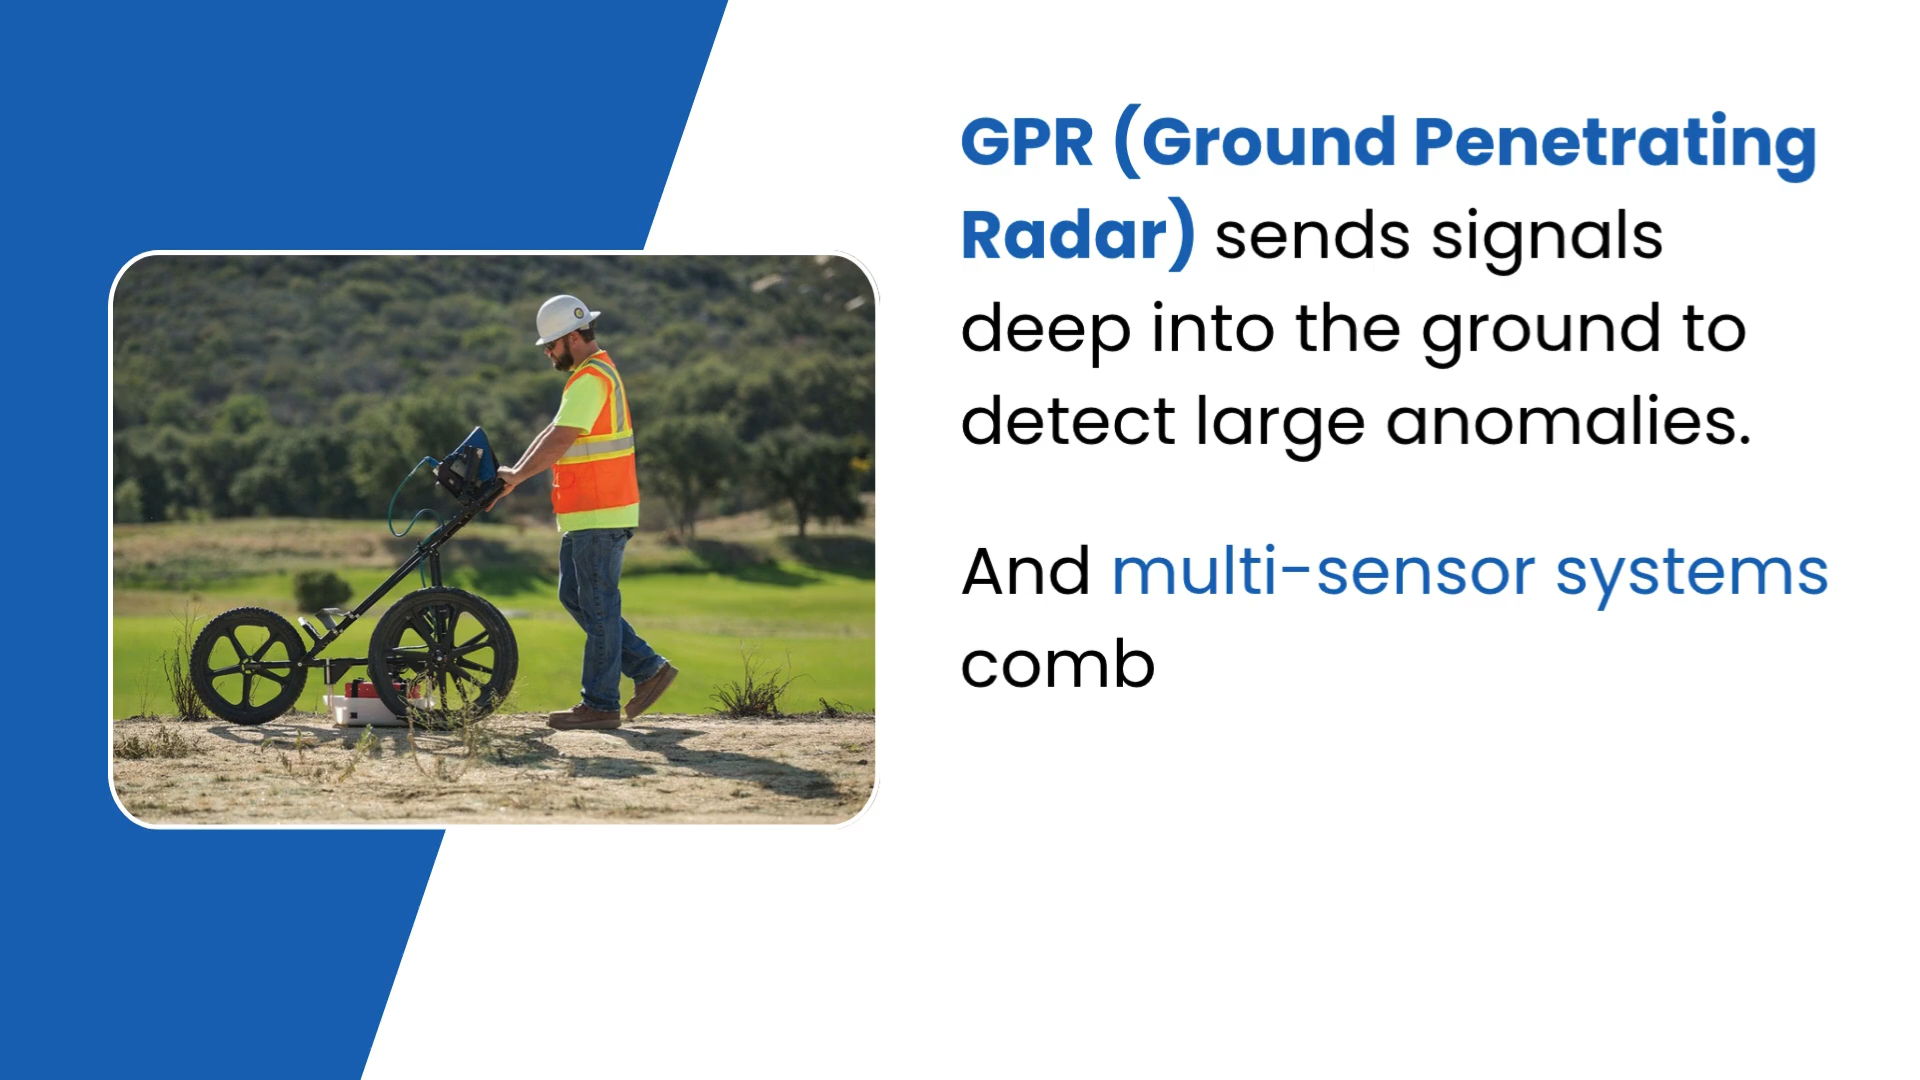 GPR (Ground Penetrating
Radar) sends signals
deep into the ground to
detect large anomalies.
And multi-sensor systems
comb